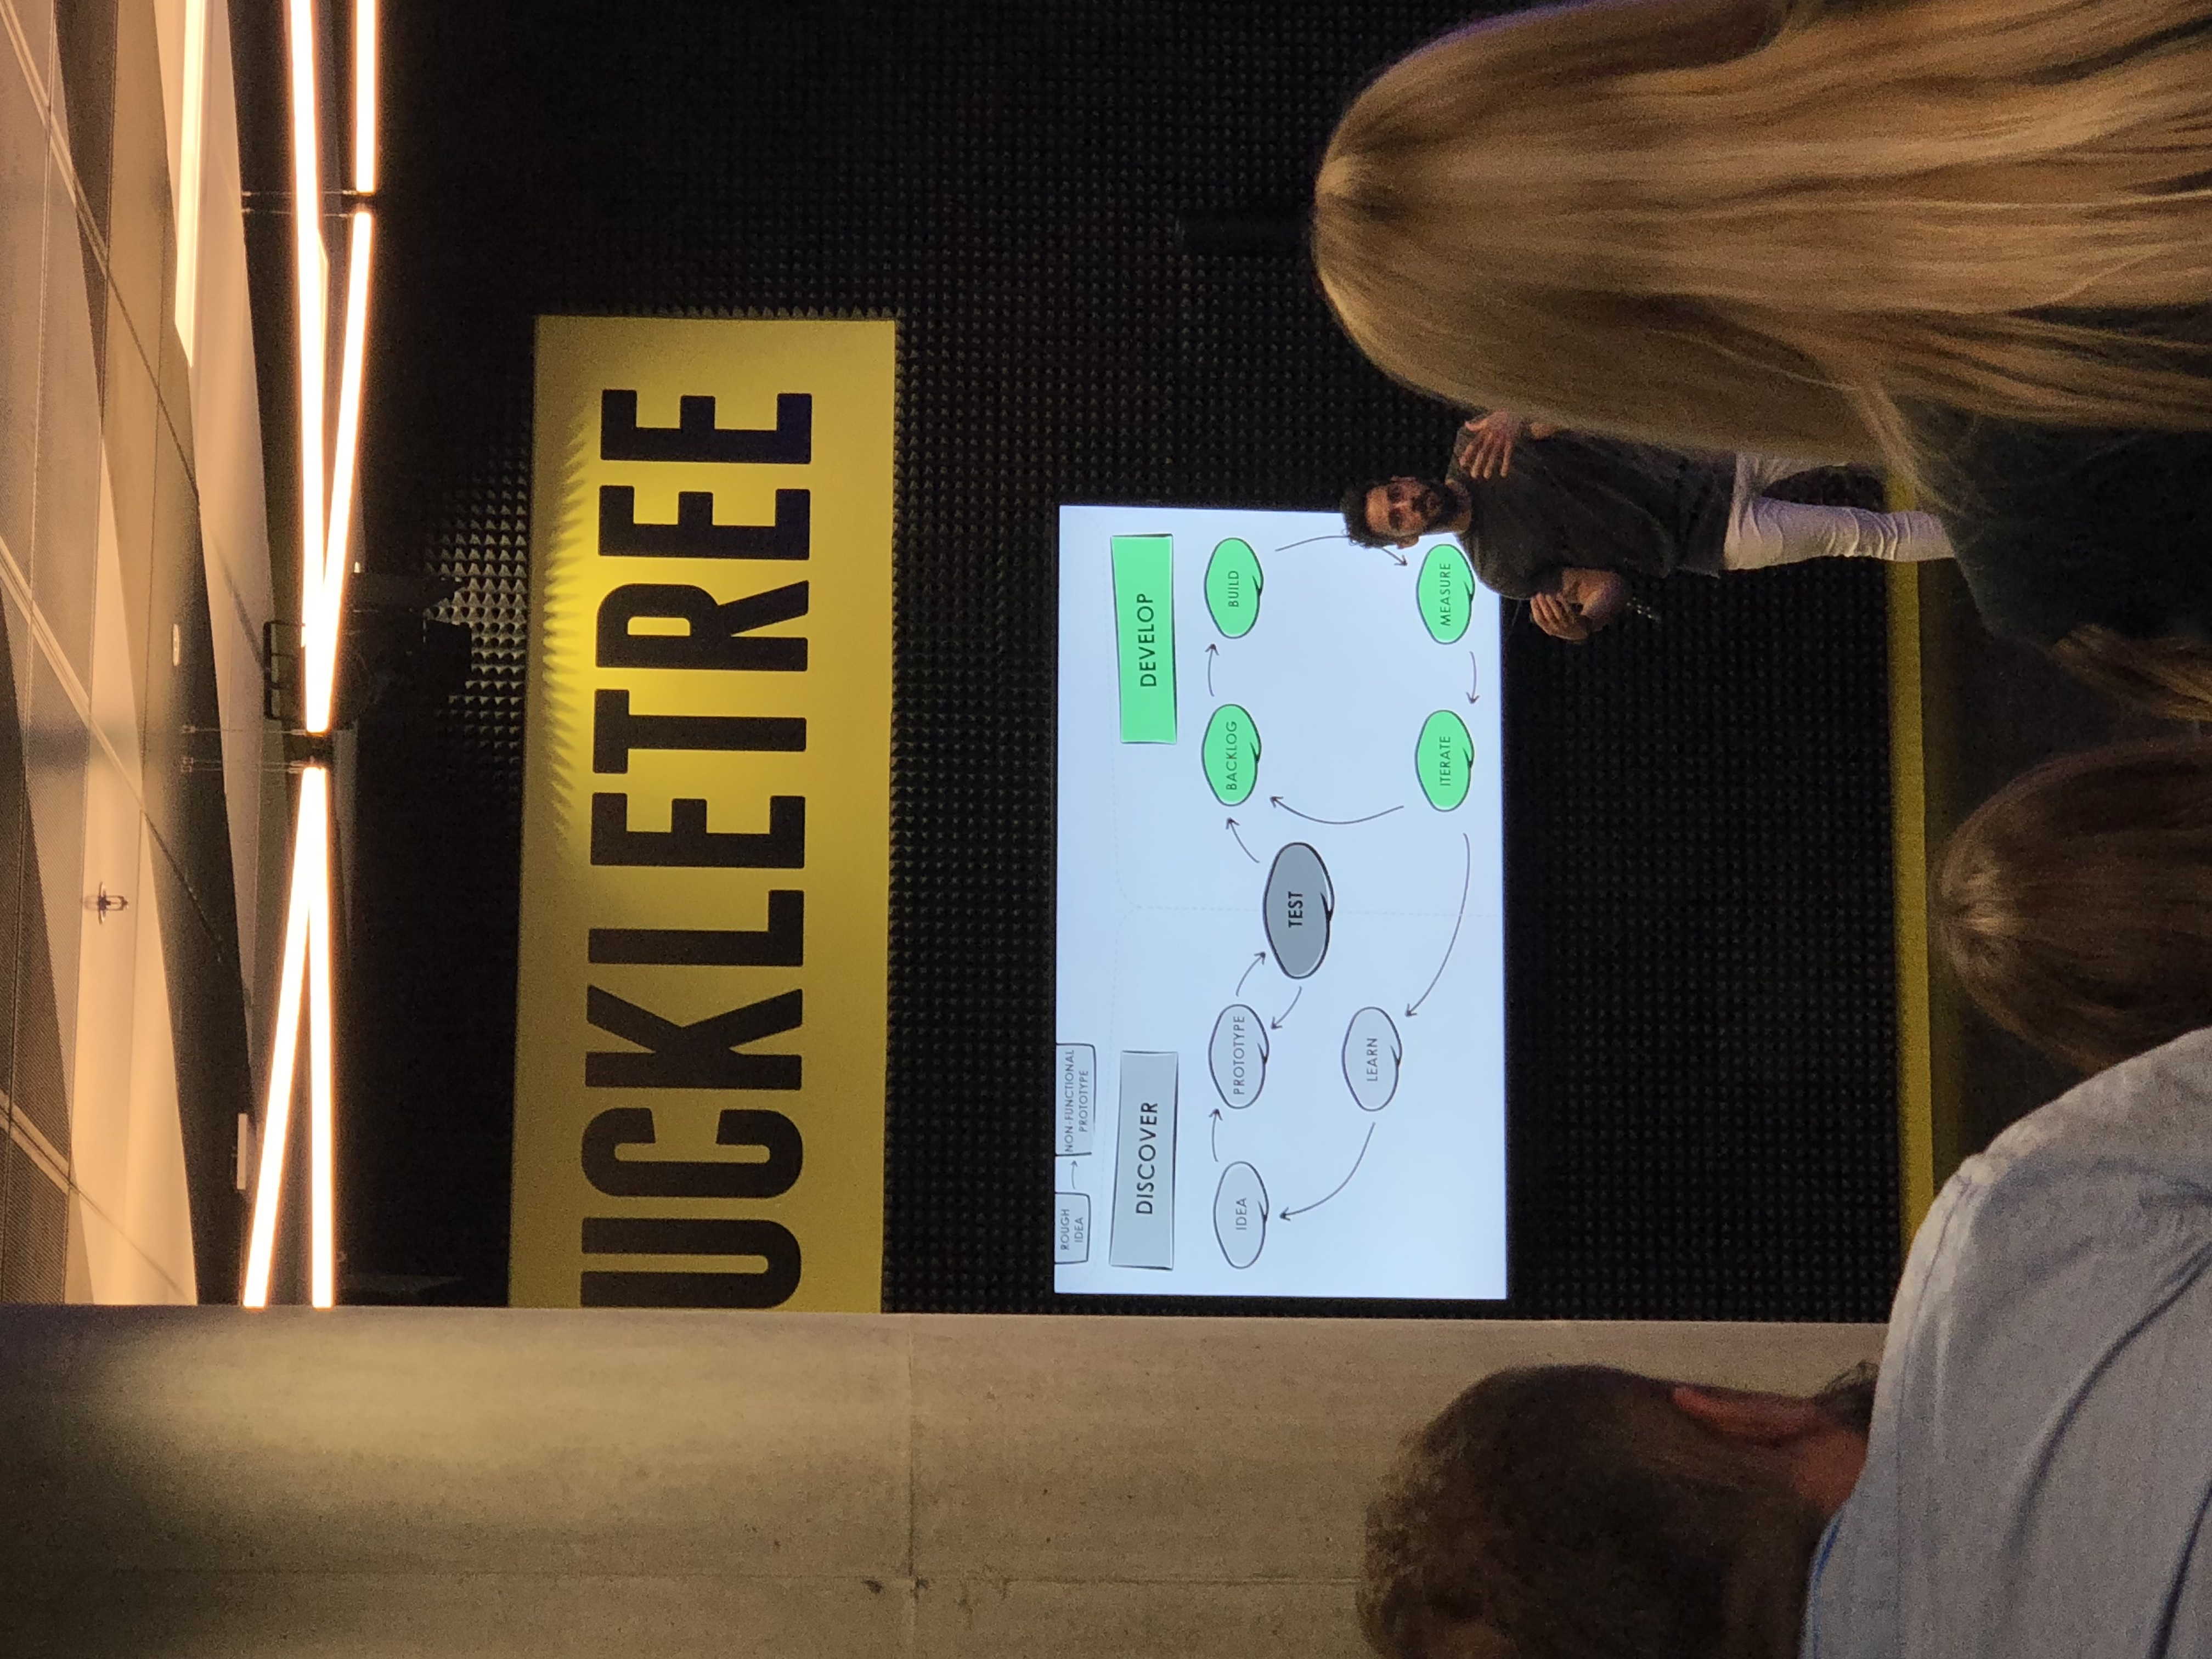 UCKLETREE
ROUGH
IDEA
NON-FUNCTIONAL
PROTOTYPE
DISCOVER
DEVELOP
IDEA
PROTOTYPE
TEST
BACKLOG
BUILD
LEARN
ITERATE
MEASURE